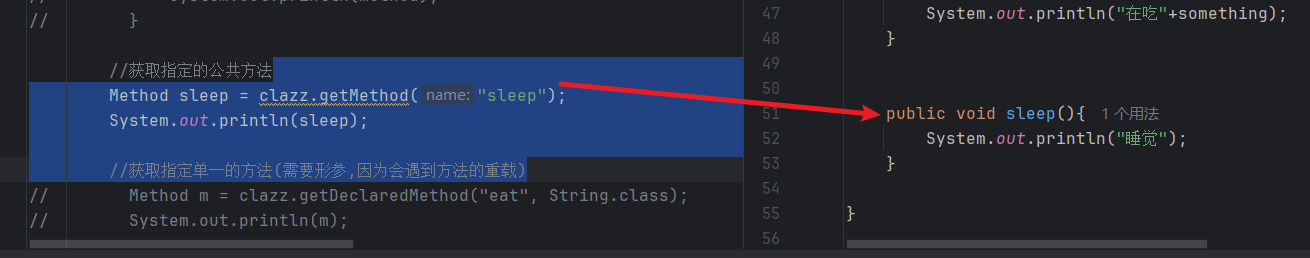 //
// }
//获取指定的公共方法
Method sleep = clazz.getMethod( name: "sleep");
System.out.println(sleep);
//获取指定单一的方法(需要形参,因为会遇到方法的重载)
// Method m = clazz.getDeclaredMethod("eat", String.class);
// System.out.println(m);
47 System.out.println("在吃"+something);
48 }
49
50
51 public void sleep(){ 1 个用法
52 System.out.println("睡觉");
53 }
54
55 }
56